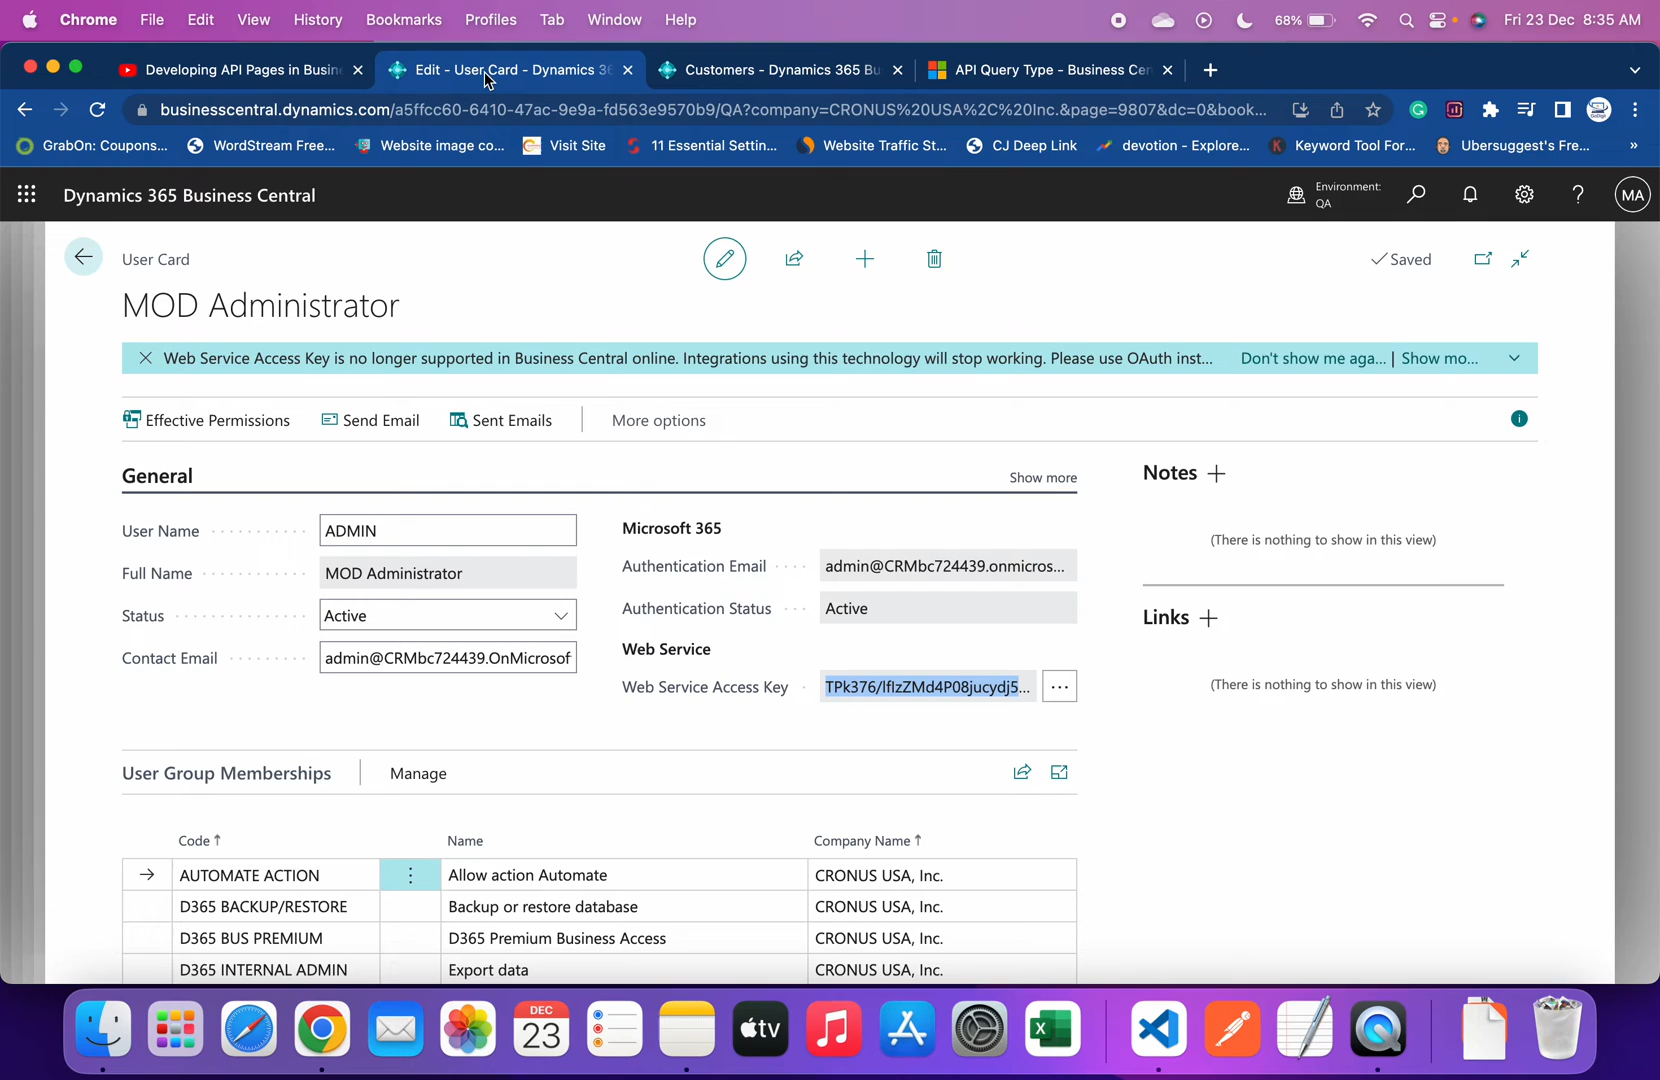 Chrome File Edit View History Bookmarks Profiles Tab Window Help 68% Fri 23 Dec 8:35 AM
Developing API Pages in Busin Edit - User Card - Dynamics 36 Customers - Dynamics 365 Bu API Query Type - Business Cen
businesscentral.dynamics.com/a5ffcc60-6410-47ac-9e9a-fd563e9570b9/QA?company=CRONUS%20USA%2C%20Inc.&page=9807&dc=0&book...
GrabOn: Coupons... WordStream Free... Website image co... Visit Site 11 Essential Settin... Website Traffic St... CJ Deep Link devotion - Explore... Keyword Tool For... Ubersuggest's Fre... »
Dynamics 365 Business Central
Environment:
QA
MA
User Card
Saved
MOD Administrator
Web Service Access Key is no longer supported in Business Central online. Integrations using this technology will stop working. Please use OAuth inst... Don't show me aga... | Show mo...
Effective Permissions Send Email Sent Emails More options
General Show more
User Name ADMIN
Full Name MOD Administrator
Status Active
Contact Email admin@CRMbc724439.OnMicrosof
Microsoft 365
Authentication Email admin@CRMbc724439.onmicros...
Authentication Status Active
Web Service
Web Service Access Key TPk376/lflzZMd4P08jucydj5... ...
Notes
(There is nothing to show in this view)
Links
(There is nothing to show in this view)
User Group Memberships Manage
Code ↑ Name Company Name ↑
AUTOMATE ACTION Allow action Automate CRONUS USA, Inc.
D365 BACKUP/RESTORE Backup or restore database CRONUS USA, Inc.
D365 BUS PREMIUM D365 Premium Business Access CRONUS USA, Inc.
D365 INTERNAL ADMIN Export data CRONUS USA, Inc.
DEC
23
tv